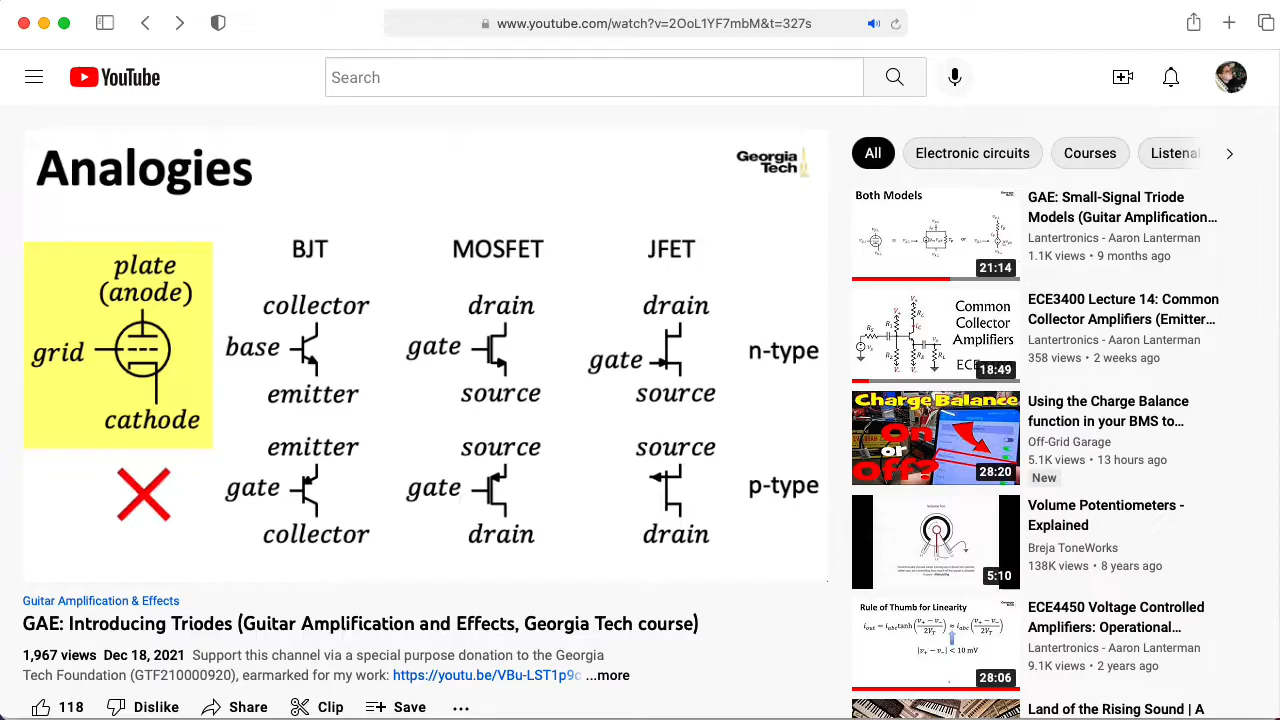 www.youtube.com/watch?v=2OoL1YF7mbM&t=327s
YouTube
Search
Analogies
Georgia
Tech
BJT
MOSFET
JFET
plate
(anode)
grid
cathode
collector
base
emitter
drain
gate
source
drain
gate
source
n-type
emitter
gate
collector
source
gate
drain
source
drain
p-type
Guitar Amplification & Effects
GAE: Introducing Triodes (Guitar Amplification and Effects, Georgia Tech course)
1,967 views Dec 18, 2021 Support this channel via a special purpose donation to the Georgia
Tech Foundation (GTF210000920), earmarked for my work: https://youtu.be/VBu-LST1p9c ...more
118 Dislike Share Clip Save ...
All
Electronic circuits
Courses
Listenal
Both Models
21:14
GAE: Small-Signal Triode
Models (Guitar Amplification...
Lantertronics - Aaron Lanterman
1.1K views • 9 months ago
Common
Collector
Amplifiers
18:49
ECE3400 Lecture 14: Common
Collector Amplifiers (Emitter...
Lantertronics - Aaron Lanterman
358 views • 2 weeks ago
Charge Balance
On
or
Off?
28:20
Using the Charge Balance
function in your BMS to...
Off-Grid Garage
5.1K views • 13 hours ago
New
5:10
Volume Potentiometers -
Explained
Breja ToneWorks
138K views • 8 years ago
Rule of Thumb for Linearity
28:06
ECE4450 Voltage Controlled
Amplifiers: Operational...
Lantertronics - Aaron Lanterman
9.1K views • 2 years ago
Land of the Rising Sound | A